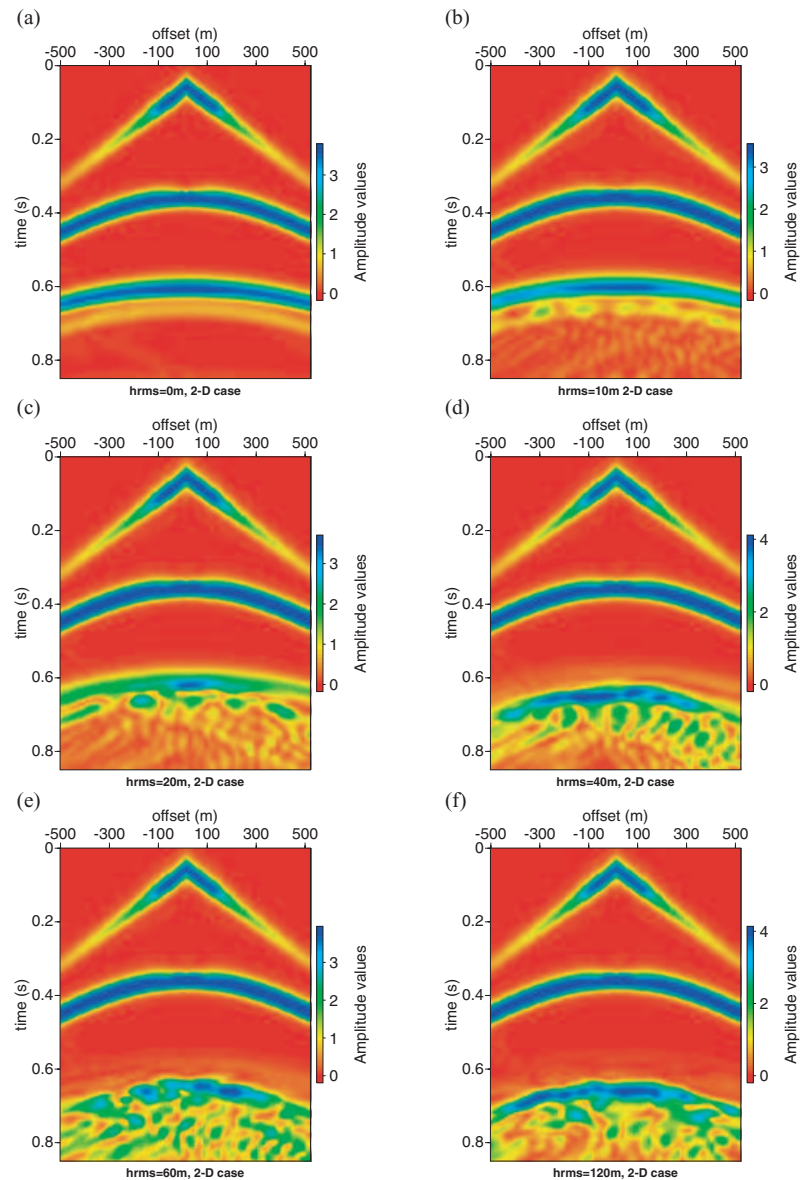 (a)
offset (m)
-500 -300 -100 100 300 500
0
0.2
0.4
0.6
0.8
time (s)
3
2
1
0
Amplitude values
hrms=0m, 2-D case
(b)
offset (m)
-500 -300 -100 100 300 500
0
0.2
0.4
0.6
0.8
time (s)
3
2
1
0
Amplitude values
hrms=10m 2-D case
(c)
offset (m)
-500 -300 -100 100 300 500
0
0.2
0.4
0.6
0.8
time (s)
3
2
1
0
Amplitude values
hrms=20m, 2-D case
(d)
offset (m)
-500 -300 -100 100 300 500
0
0.2
0.4
0.6
0.8
time (s)
4
2
0
Amplitude values
hrms=40m, 2-D case
(e)
offset (m)
-500 -300 -100 100 300 500
0
0.2
0.4
0.6
0.8
time (s)
3
2
1
0
Amplitude values
hrms=60m, 2-D case
(f)
offset (m)
-500 -300 -100 100 300 500
0
0.2
0.4
0.6
0.8
time (s)
4
2
0
Amplitude values
hrms=120m, 2-D case